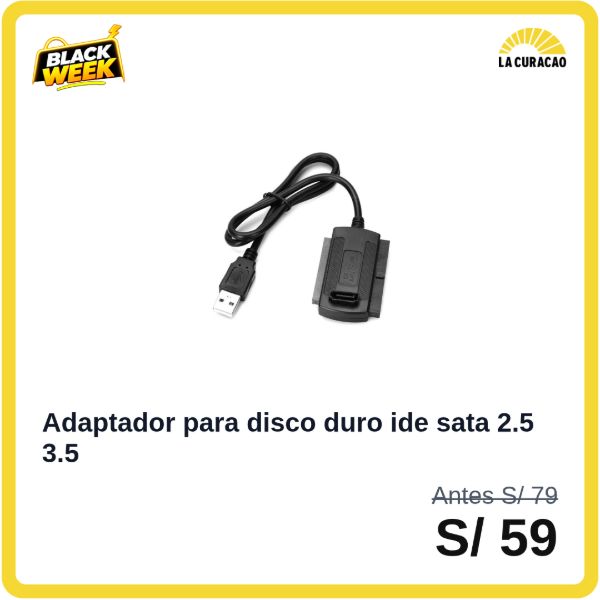 BLACK
WEEK
LA CURACAO
Adaptador para disco duro ide sata 2.5
3.5
Antes S/ 79
S/ 59